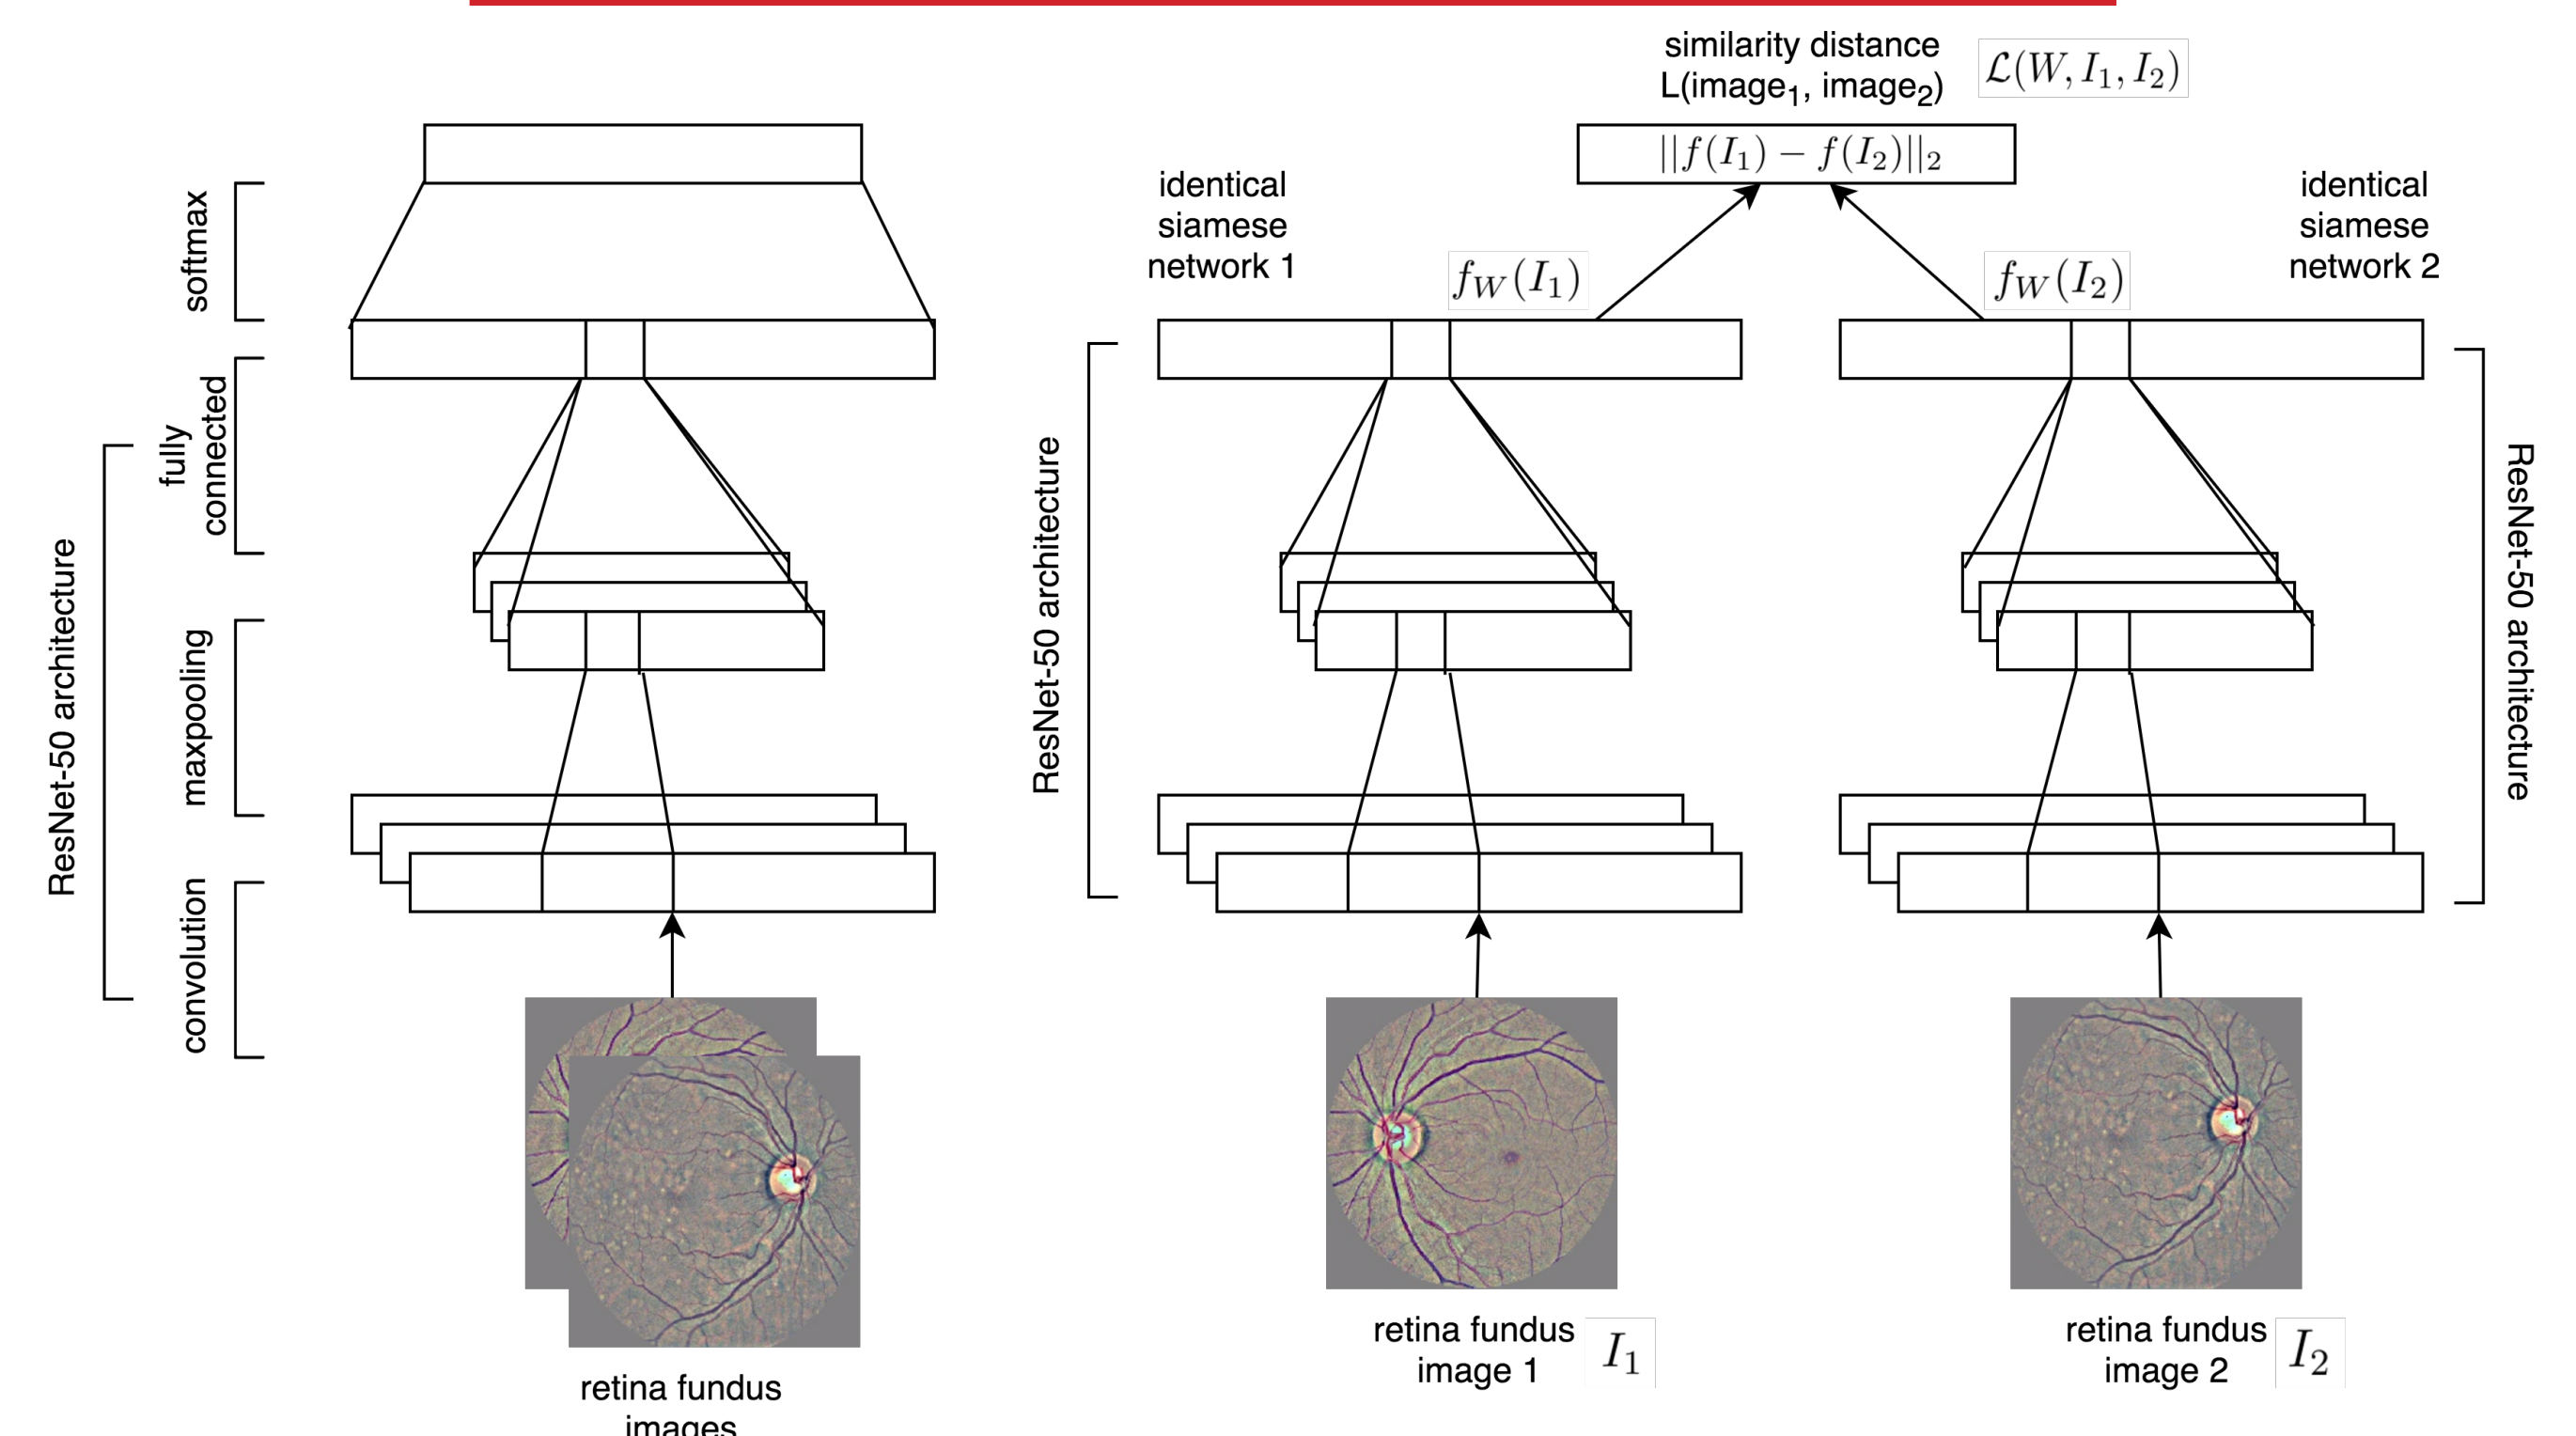 ResNet-50 architecture
softmax
fully
connected
maxpooling
convolution
retina fundus
images
similarity distance
L(image₁, image₂)
ℒ(W, I₁, I₂)
||f(I₁) − f(I₂)||₂
identical
siamese
network 1
f_W(I₁)
f_W(I₂)
identical
siamese
network 2
ResNet-50 architecture
ResNet-50 architecture
retina fundus
image 1
I₁
retina fundus
image 2
I₂